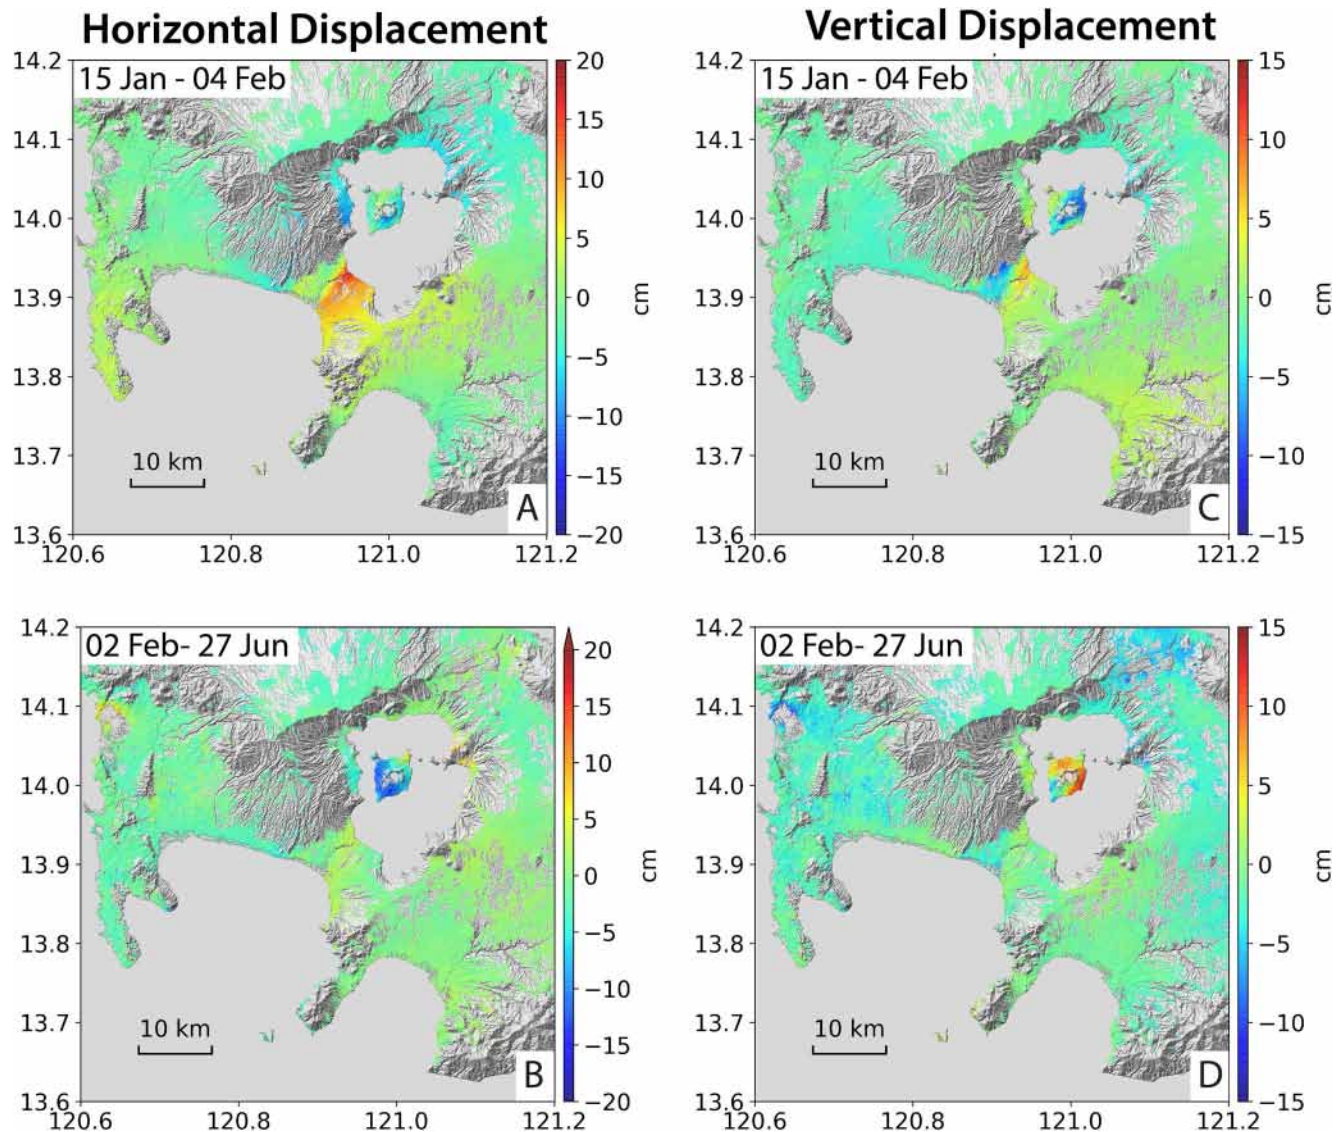 Horizontal Displacement
Vertical Displacement
15 Jan - 04 Feb
14.2
14.1
14.0
13.9
13.8
13.7
13.6
120.6 120.8 121.0 121.2
10 km
A
20
15
10
5
0
−5
−10
−15
−20
cm
15 Jan - 04 Feb
14.2
14.1
14.0
13.9
13.8
13.7
13.6
120.6 120.8 121.0 121.2
10 km
C
15
10
5
0
−5
−10
−15
cm
02 Feb- 27 Jun
14.2
14.1
14.0
13.9
13.8
13.7
13.6
120.6 120.8 121.0 121.2
10 km
B
20
15
10
5
0
−5
−10
−15
−20
cm
02 Feb- 27 Jun
14.2
14.1
14.0
13.9
13.8
13.7
13.6
120.6 120.8 121.0 121.2
10 km
D
15
10
5
0
−5
−10
−15
cm